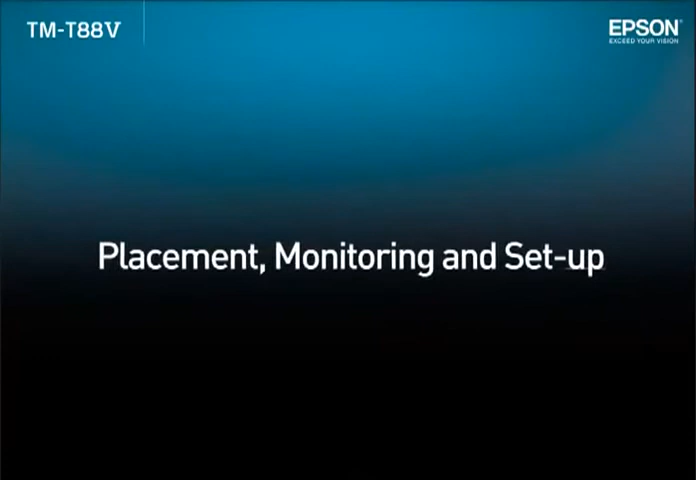 TM-T88V
EPSON
EXCEED YOUR VISION
Placement, Monitoring and Set-up